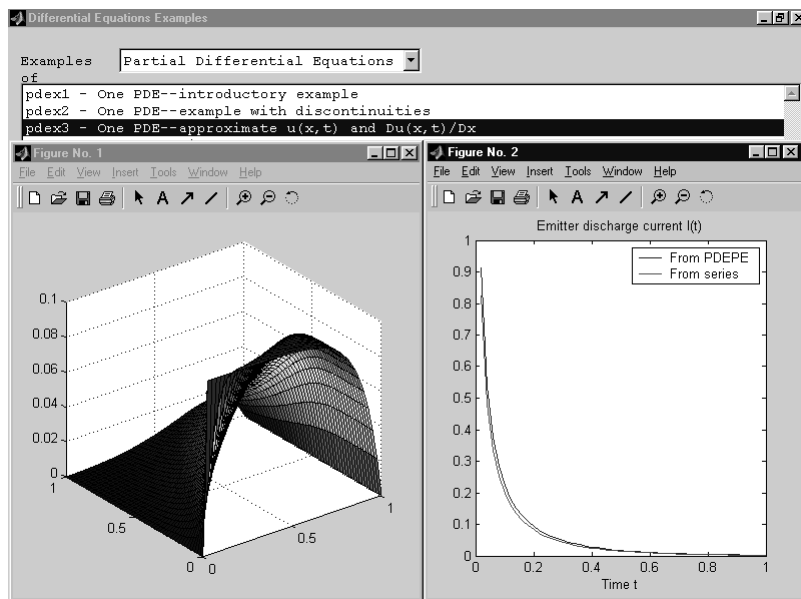 Differential Equations Examples
Examples of
Partial Differential Equations
pdex1 - One PDE--introductory example
pdex2 - One PDE--example with discontinuities
pdex3 - One PDE--approximate u(x,t) and Du(x,t)/Dx
Figure No. 1
File Edit View Insert Tools Window Help
A
0.1
0.08
0.06
0.04
0.02
0
1
0.5
0
0
0.5
1
Figure No. 2
File Edit View Insert Tools Window Help
A
Emitter discharge current I(t)
From PDEPE
From series
1
0.9
0.8
0.7
0.6
0.5
0.4
0.3
0.2
0.1
0
0 0.2 0.4 0.6 0.8 1
Time t